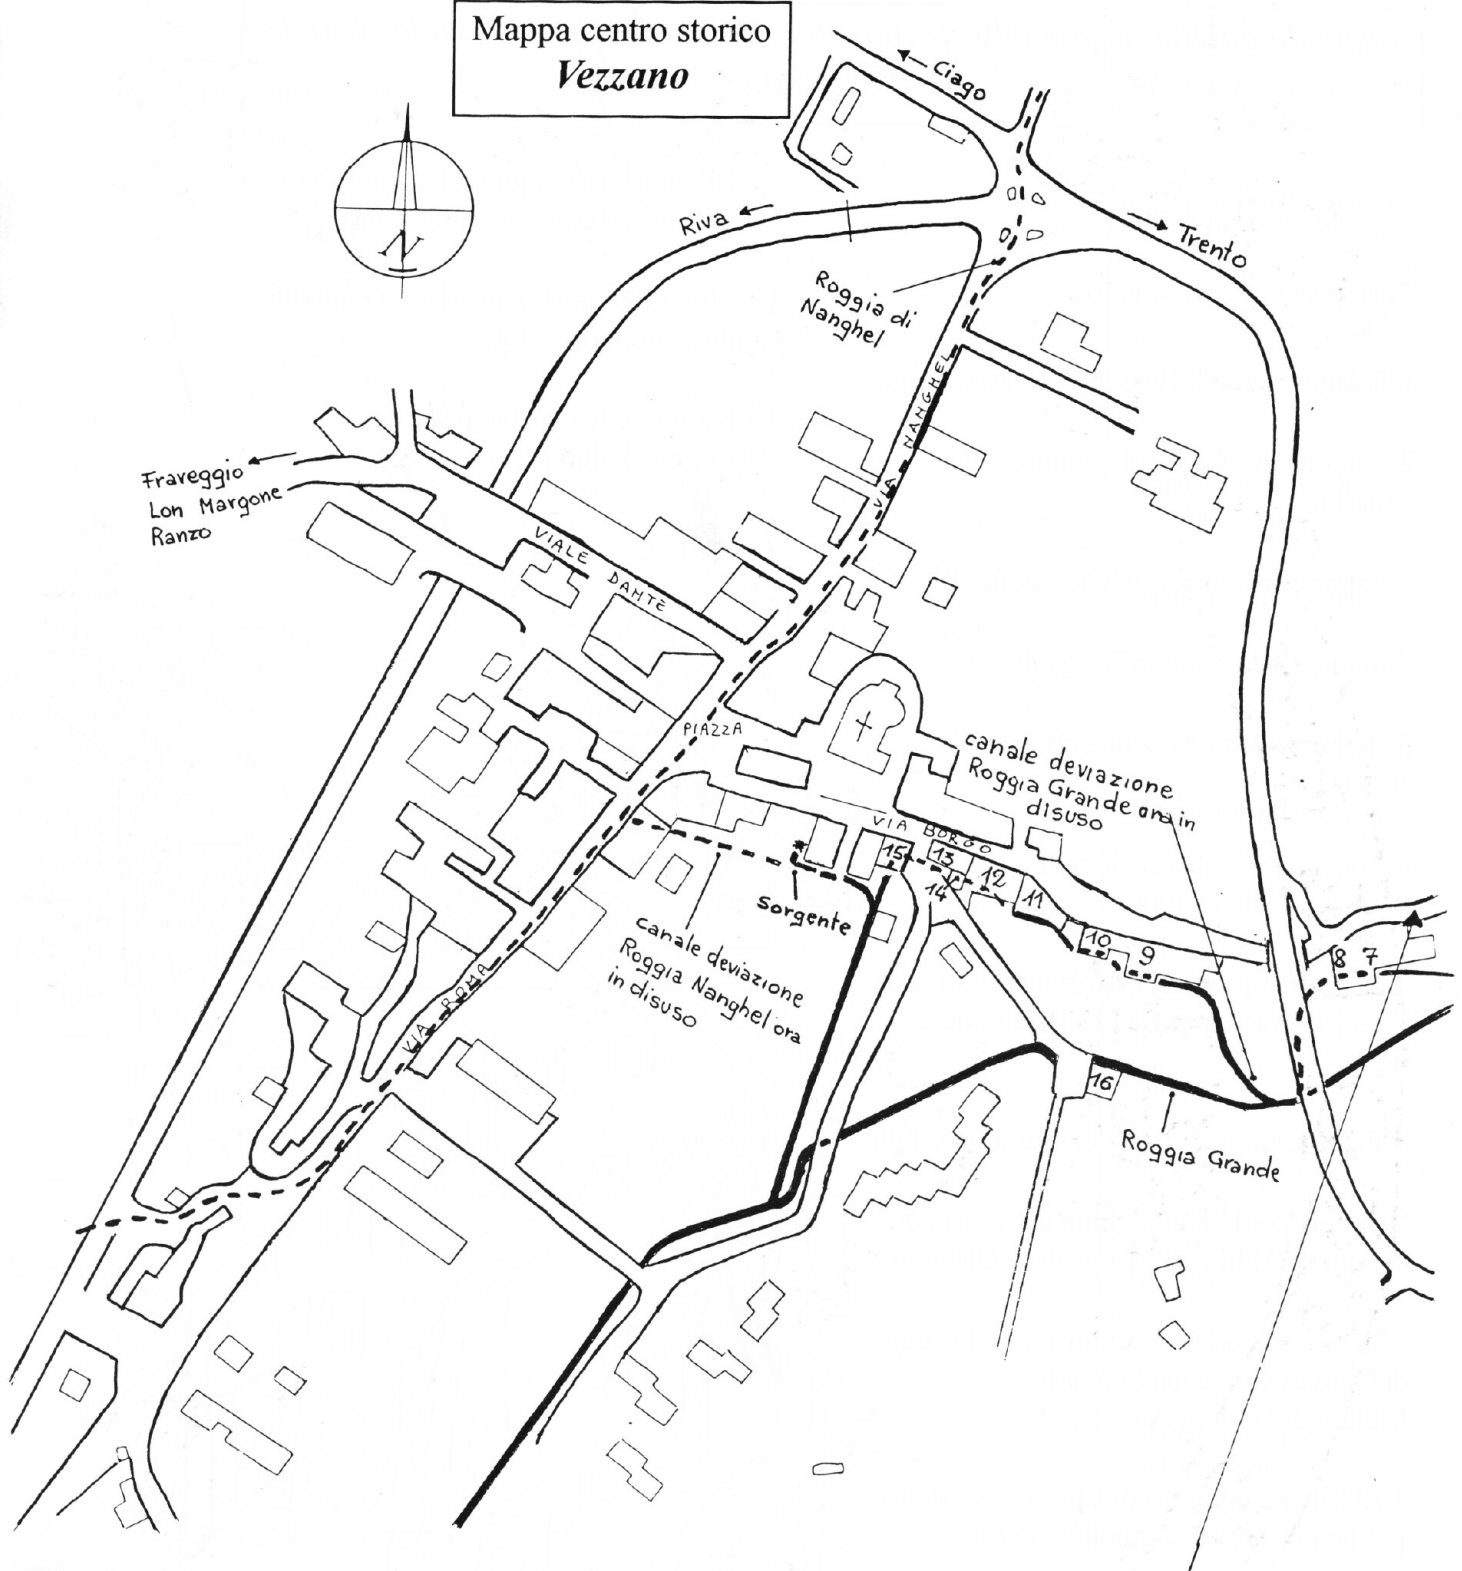 Mappa centro storico
Vezzano
Ciago
Riva
Trento
N
Roggia di
Nanghel
VIA NANGHEL
Fraveggio
Lon Margone
Ranzo
VIALE DANTE
PIAZZA
canale deviazione
Roggia Grande ora in
disuso
VIA BORGO
15
13
12
14
11
10
9
8
7
sorgente
canale deviazione
Roggia Nanghel ora
in disuso
VIA ROMA
16
Roggia Grande